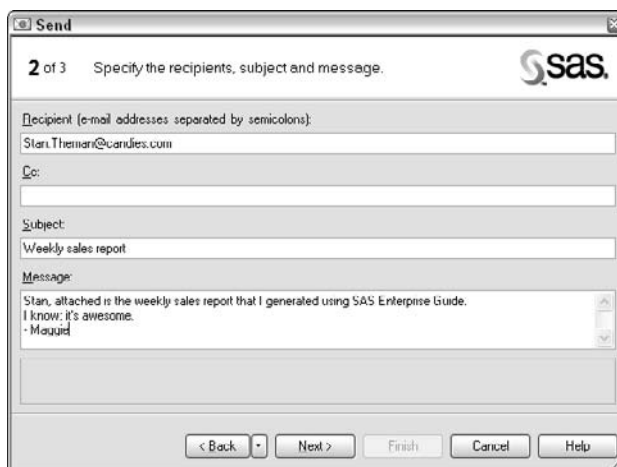 Send
2 of 3 Specify the recipients, subject and message.
sas.
Recipient (e-mail addresses separated by semicolons):
Stan.Theman@candies.com
Cc:
Subject:
Weekly sales report
Message:
Stan, attached is the weekly sales report that I generated using SAS Enterprise Guide.
I know: it's awesome.
- Maggie
< Back Next > Finish Cancel Help